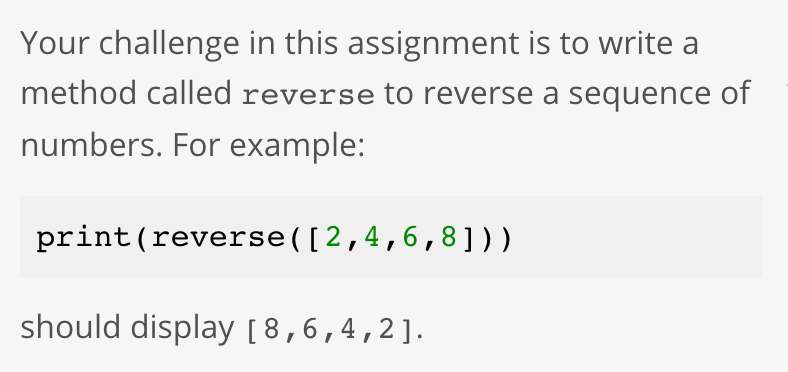 Your challenge in this assignment is to write a
method called reverse to reverse a sequence of
numbers. For example:
print(reverse([2,4,6,8]))
should display [8,6,4,2].